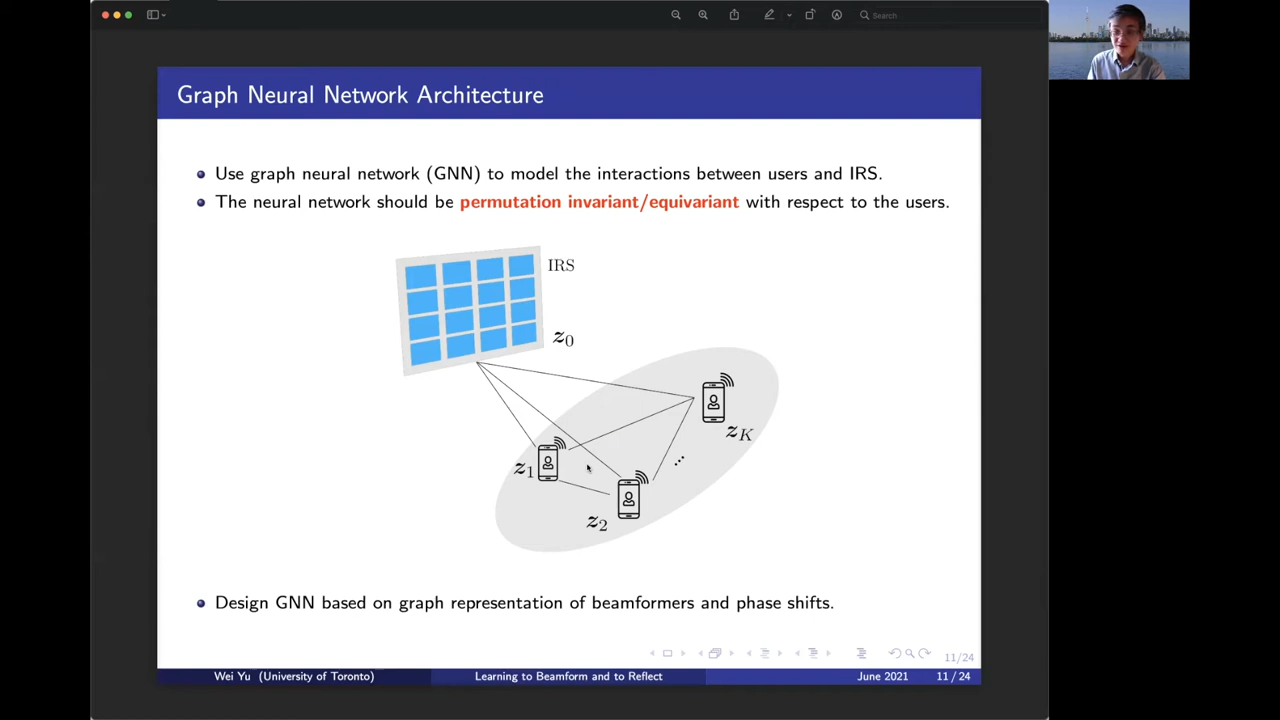 Search
Graph Neural Network Architecture
Use graph neural network (GNN) to model the interactions between users and IRS.
The neural network should be permutation invariant/equivariant with respect to the users.
IRS
z0
zK
z1
z2
Design GNN based on graph representation of beamformers and phase shifts.
11/24
Wei Yu (University of Toronto) Learning to Beamform and to Reflect June 2021 11 / 24